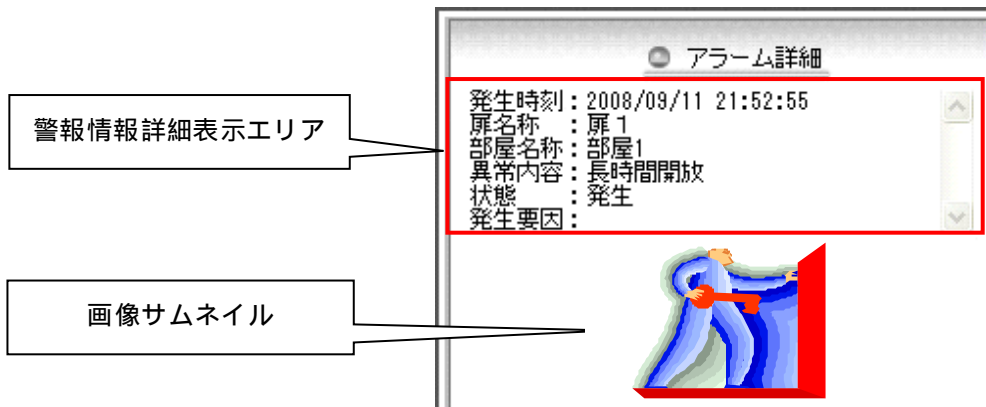 アラーム詳細
警報情報詳細表示エリア
発生時刻：2008/09/11 21:52:55
扉名称　：扉１
部屋名称：部屋1
異常内容：長時間開放
状態　　：発生
発生要因：
画像サムネイル